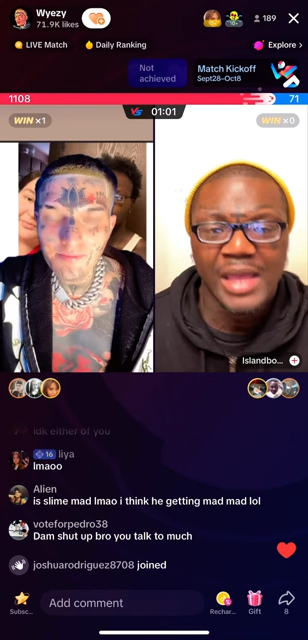 Wyezy
71.9K likes
189
LIVE Match
Daily Ranking
Explore
Not
achieved
Match Kickoff
Sept28-Oct8
1108
71
VS
01:01
WIN ×1
WIN ×0
Islandbo...
idk either of you
16 liya
lmaoo
Alien
is slime mad lmao i think he getting mad mad lol
voteforpedro38
Dam shut up bro you talk to much
joshuarodriguez8708 joined
Subsc...
Add comment
Rechar...
Gift
8